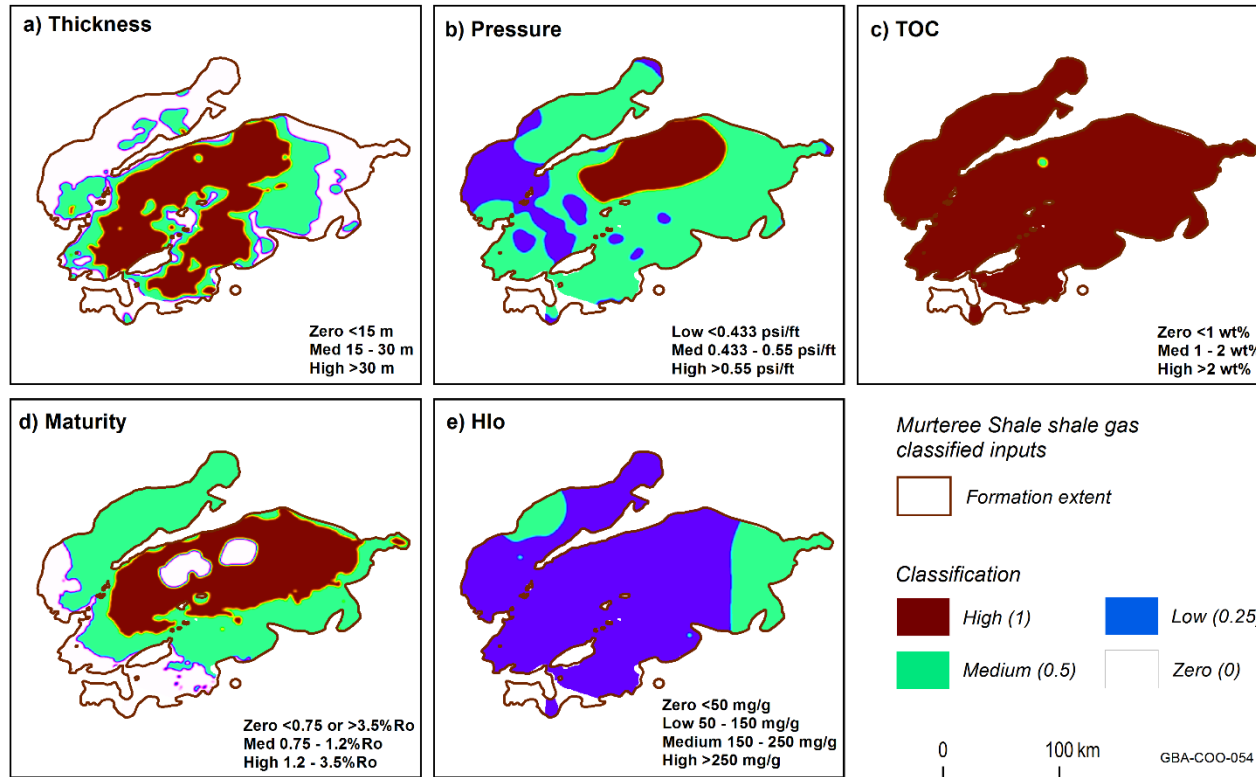 a) Thickness
Zero <15 m
Med 15 - 30 m
High >30 m
b) Pressure
Low <0.433 psi/ft
Med 0.433 - 0.55 psi/ft
High >0.55 psi/ft
c) TOC
Zero <1 wt%
Med 1 - 2 wt%
High >2 wt%
d) Maturity
Zero <0.75 or >3.5%Ro
Med 0.75 - 1.2%Ro
High 1.2 - 3.5%Ro
e) HIo
Zero <50 mg/g
Low 50 - 150 mg/g
Medium 150 - 250 mg/g
High >250 mg/g
Murteree Shale shale gas
classified inputs
Formation extent
Classification
High (1)
Low (0.25)
Medium (0.5)
Zero (0)
0 100 km
GBA-COO-054